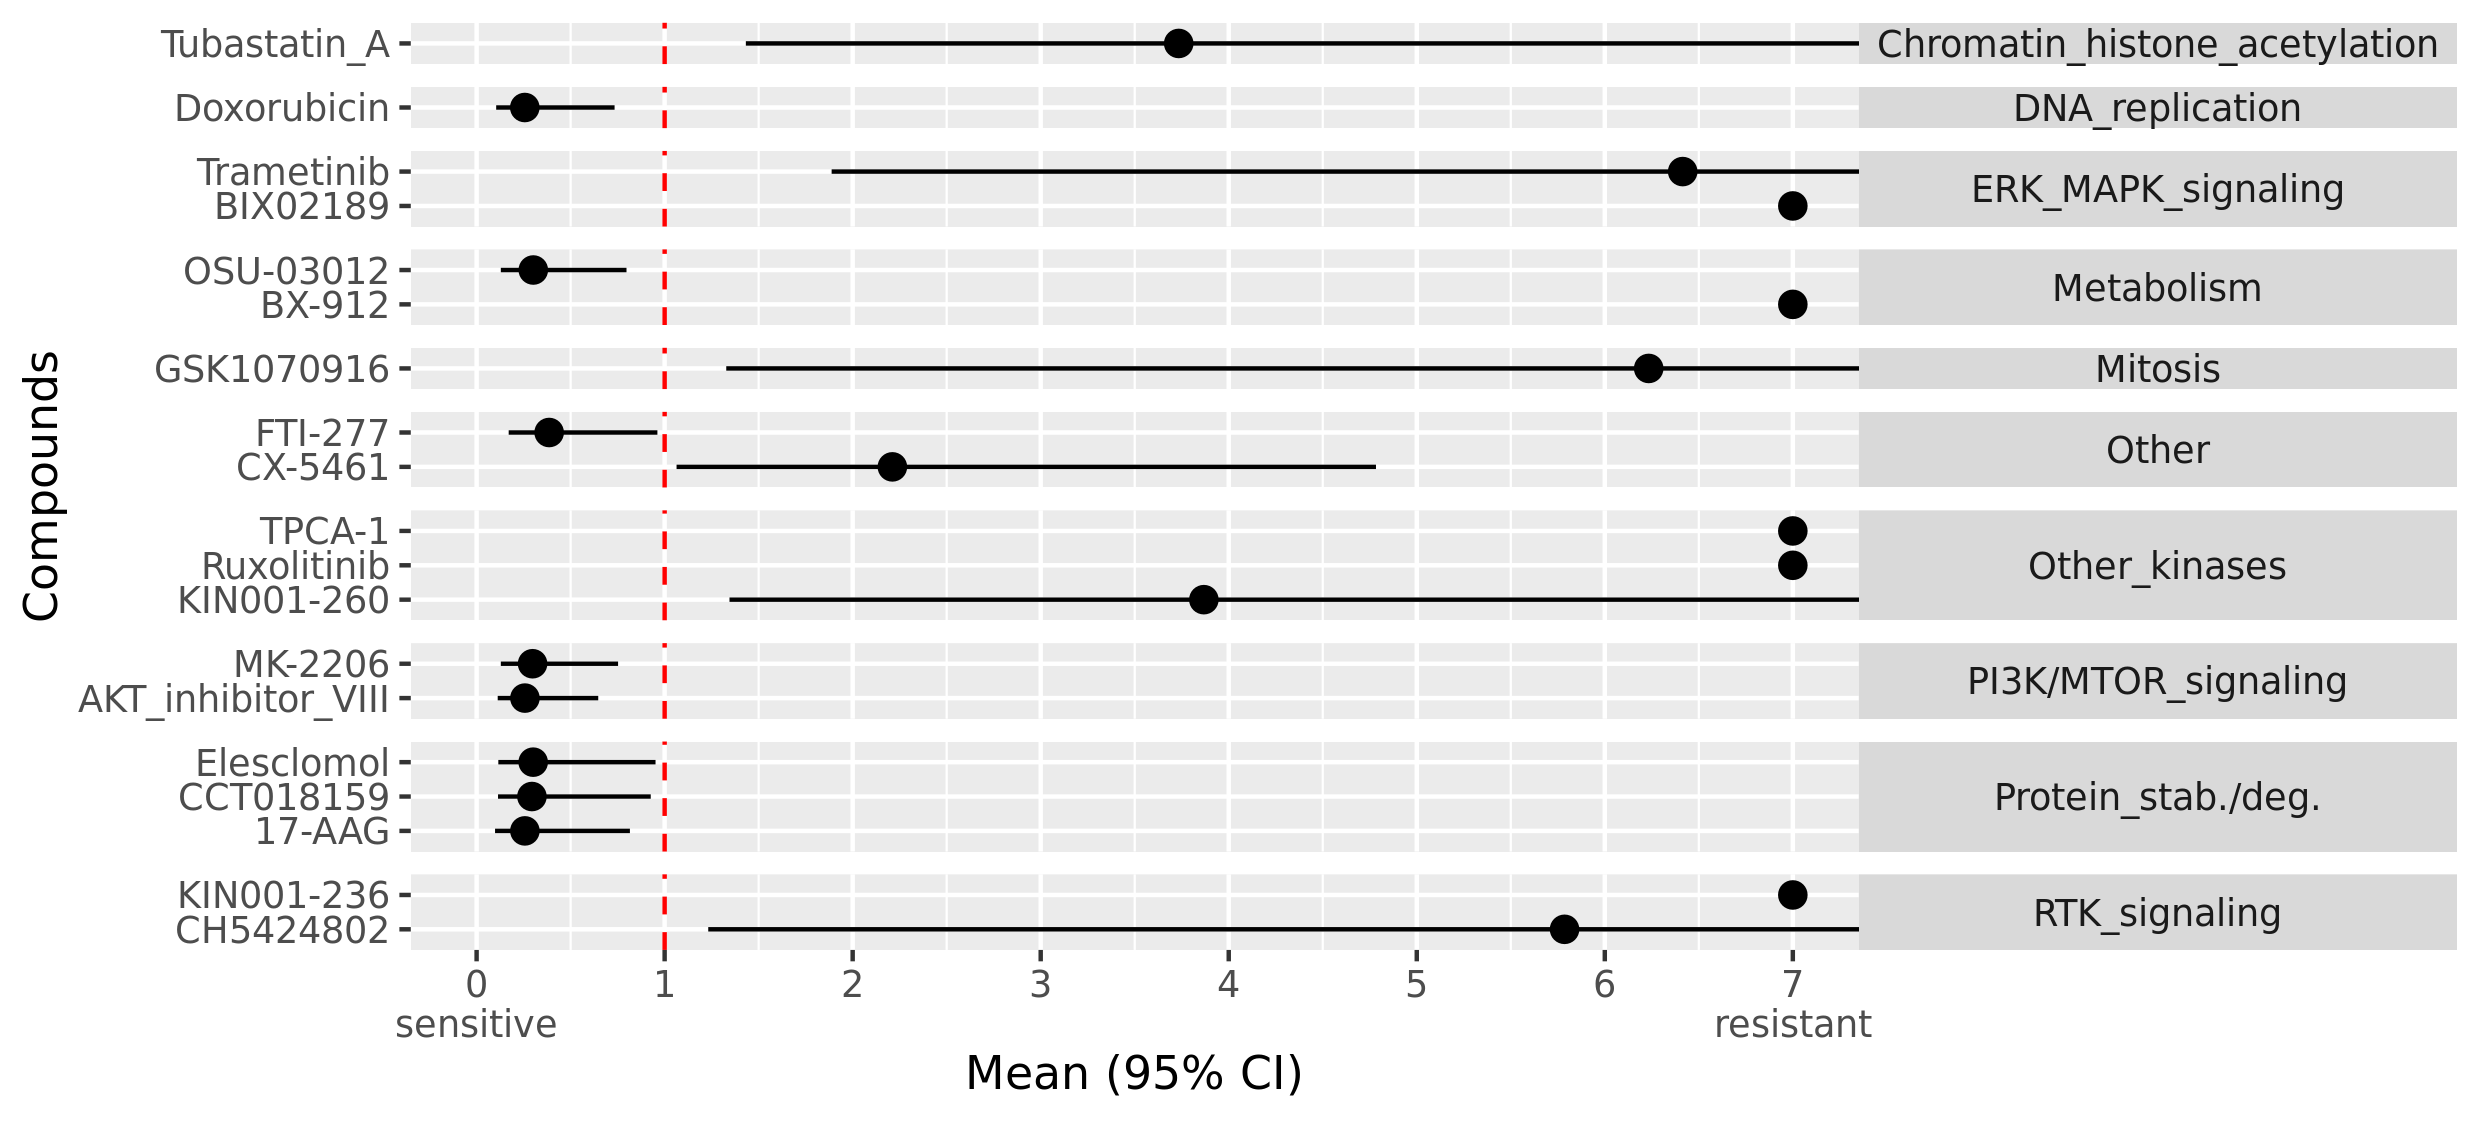 Tubastatin_A
Chromatin_histone_acetylation
Doxorubicin
DNA_replication
Trametinib
BIX02189
ERK_MAPK_signaling
OSU-03012
BX-912
Metabolism
GSK1070916
Mitosis
FTI-277
CX-5461
Other
TPCA-1
Ruxolitinib
KIN001-260
Other_kinases
MK-2206
AKT_inhibitor_VIII
PI3K/MTOR_signaling
Elesclomol
CCT018159
17-AAG
Protein_stab./deg.
KIN001-236
CH5424802
RTK_signaling
Compounds
0 1 2 3 4 5 6 7
sensitive resistant
Mean (95% CI)